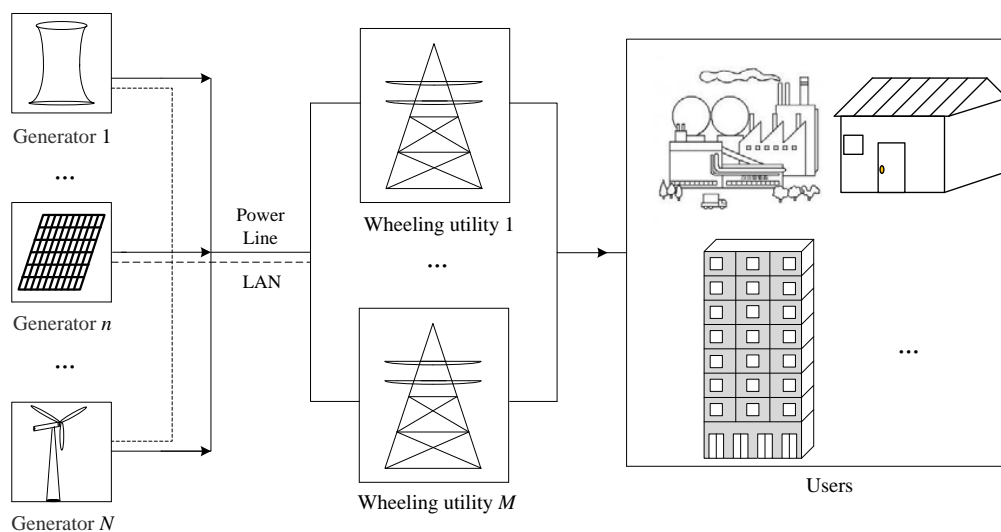 Generator 1
...
Generator n
...
Generator N
Power
Line
LAN
Wheeling utility 1
...
Wheeling utility M
...
Users